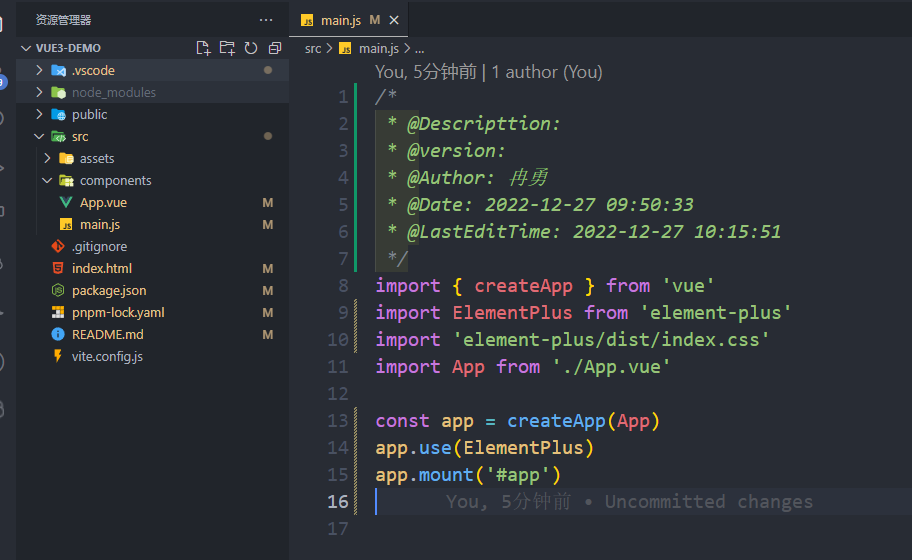 资源管理器
VUE3-DEMO
.vscode
node_modules
public
src
assets
components
App.vue M
main.js M
.gitignore
index.html M
package.json M
pnpm-lock.yaml M
README.md M
vite.config.js
main.js M
src > main.js > ...
You, 5分钟前 | 1 author (You)
1 /*
2 * @Descripttion:
3 * @version:
4 * @Author: 冉勇
5 * @Date: 2022-12-27 09:50:33
6 * @LastEditTime: 2022-12-27 10:15:51
7 */
8 import { createApp } from 'vue'
9 import ElementPlus from 'element-plus'
10 import 'element-plus/dist/index.css'
11 import App from './App.vue'
12
13 const app = createApp(App)
14 app.use(ElementPlus)
15 app.mount('#app')
16 You, 5分钟前 • Uncommitted changes
17